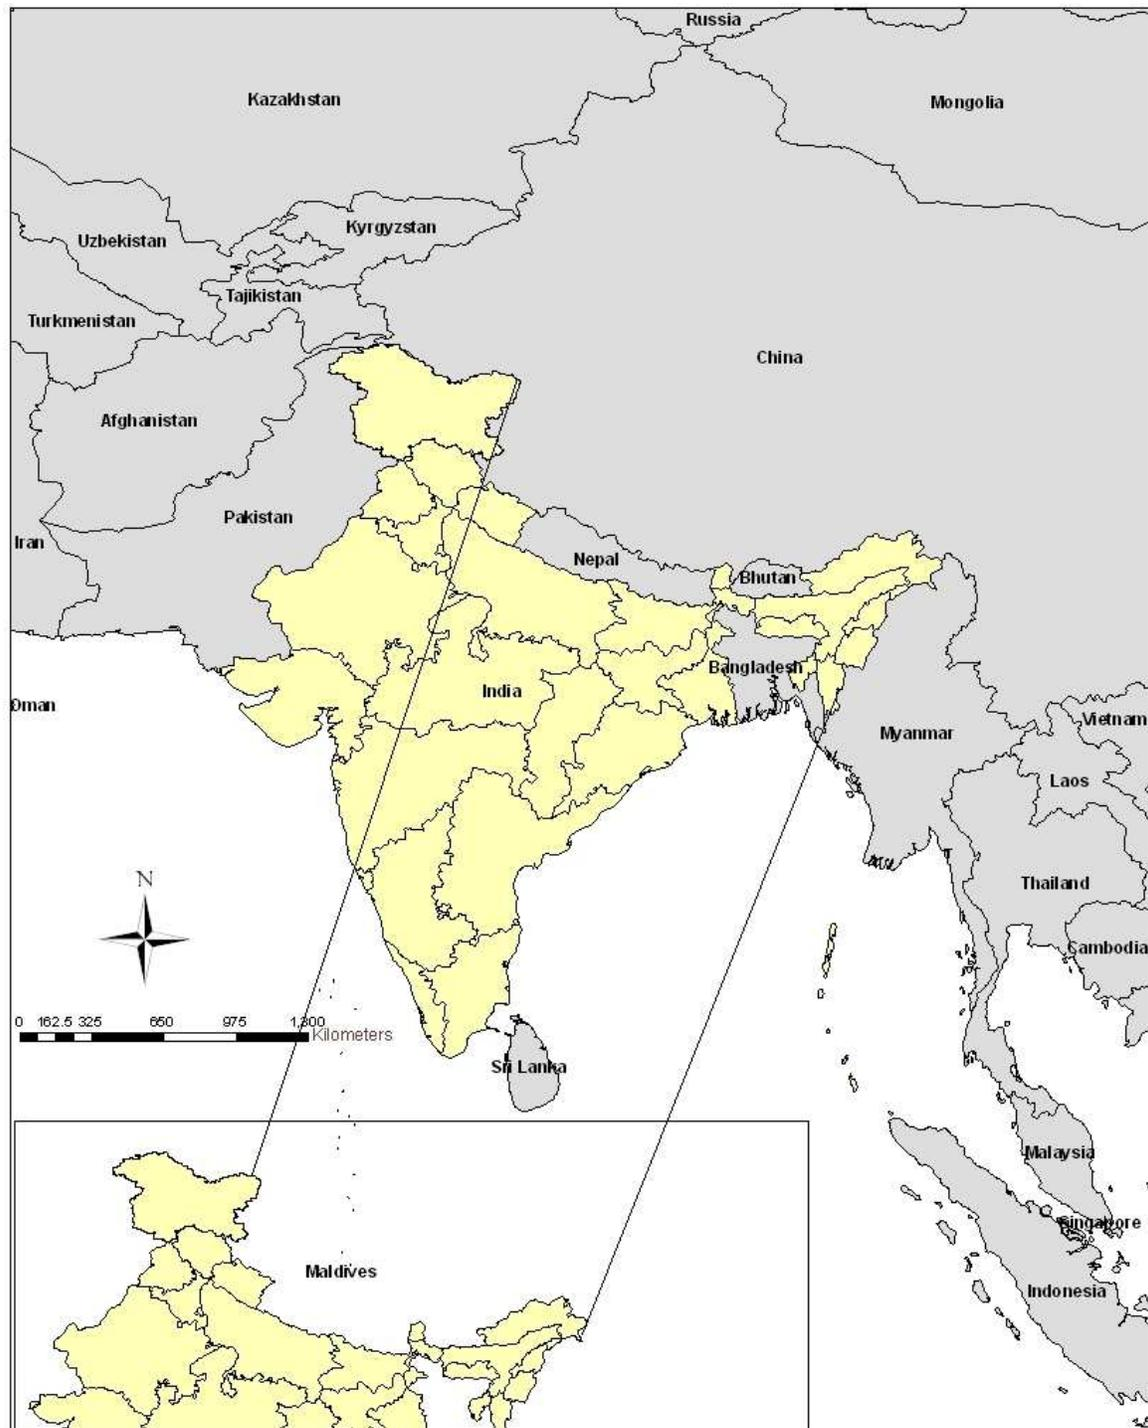 Russia
Kazakhstan
Mongolia
Kyrgyzstan
Uzbekistan
Tajikistan
Turkmenistan
China
Afghanistan
Pakistan
Iran
Nepal
Bhutan
Bangladesh
India
Oman
Vietnam
Myanmar
Laos
N
Thailand
Cambodia
0 162.5 325 650 975 1,300
Kilometers
Sri Lanka
Malaysia
Singapore
Maldives
Indonesia